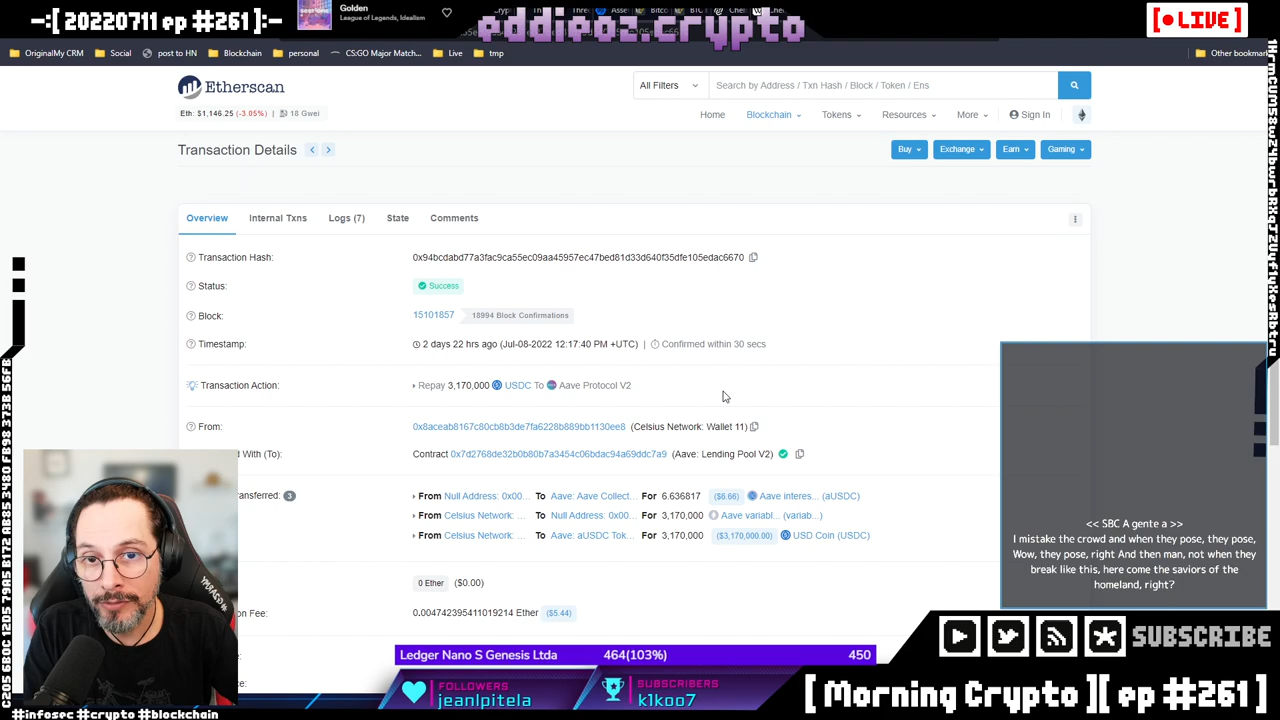 -:[ 20220711 ep #261 ]:-
Golden
League of Legends, Idealism
eddieoz.crypto
[ • LIVE ]
OriginalMy CRM
Social
post to HN
Blockchain
personal
CS:GO Major Match...
Live
tmp
Other bookmar
Etherscan
All Filters
Search by Address / Txn Hash / Block / Token / Ens
Eth: $1,146.25 (-3.05%) | 18 Gwei
Home
Blockchain
Tokens
Resources
More
Sign In
Transaction Details
Buy
Exchange
Earn
Gaming
Overview
Internal Txns
Logs (7)
State
Comments
Transaction Hash: 0x94bcdabd77a3fac9ca55ec09aa45957ec47bed81d33d640f35dfe105edac6670
Status: Success
Block: 15101857 18994 Block Confirmations
Timestamp: 2 days 22 hrs ago (Jul-08-2022 12:17:40 PM +UTC) | Confirmed within 30 secs
Transaction Action: Repay 3,170,000 USDC To Aave Protocol V2
From: 0x8aceab8167c80cb8b3de7fa6228b889bb1130ee8 (Celsius Network: Wallet 11)
With (To): Contract 0x7d2768de32b0b80b7a3454c06bdac94a69ddc7a9 (Aave: Lending Pool V2)
ransferred: 3 From Null Address: 0x00... To Aave: Aave Collect... For 6.636817 ($6.66) Aave interes... (aUSDC)
From Celsius Network: ... To Null Address: 0x00... For 3,170,000 Aave variabl... (variab...)
From Celsius Network: ... To Aave: aUSDC Tok... For 3,170,000 ($3,170,000.00) USD Coin (USDC)
0 Ether ($0.00)
on Fee: 0.004742395411019214 Ether ($5.44)
<< SBC A gente a >>
I mistake the crowd and when they pose, they pose,
Wow, they pose, right And then man, not when they
break like this, here come the saviors of the
homeland, right?
Ledger Nano S Genesis Ltda 464(103%) 450
FOLLOWERS
jeanlpitela
SUBSCRIBERS
k1koo7
SUBSCRIBE
[ Morning Crypto ][ ep #261 ]
#infosec #crypto #blockchain